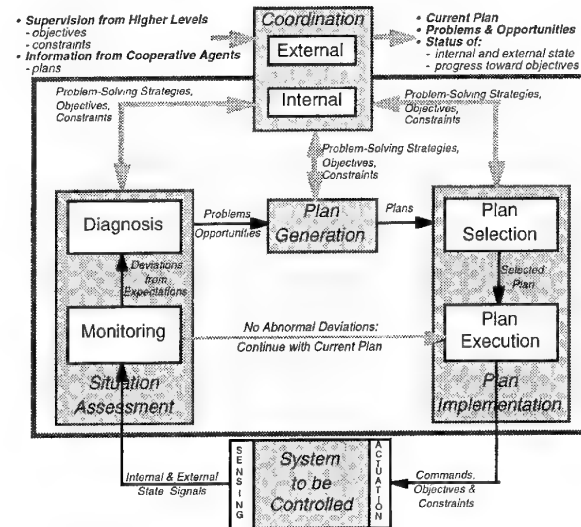 • Supervision from Higher Levels
- objectives
- constraints
• Information from Cooperative Agents
- plans
Coordination
External
Internal
• Current Plan
• Problems & Opportunities
• Status of:
- internal and external state
- progress toward objectives
Problem-Solving Strategies,
Objectives,
Constraints
Problem-Solving Strategies,
Objectives,
Constraints
Problem-Solving Strategies,
Objectives,
Constraints
Diagnosis
Problems
Opportunities
Plan
Generation
Plans
Plan
Selection
Deviations
from
Expectations
Selected
Plan
Monitoring
No Abnormal Deviations:
Continue with Current Plan
Plan
Execution
Situation
Assessment
Plan
Implementation
Internal & External
State Signals
SENSING
System
to be
Controlled
ACTUATION
Commands,
Objectives &
Constraints